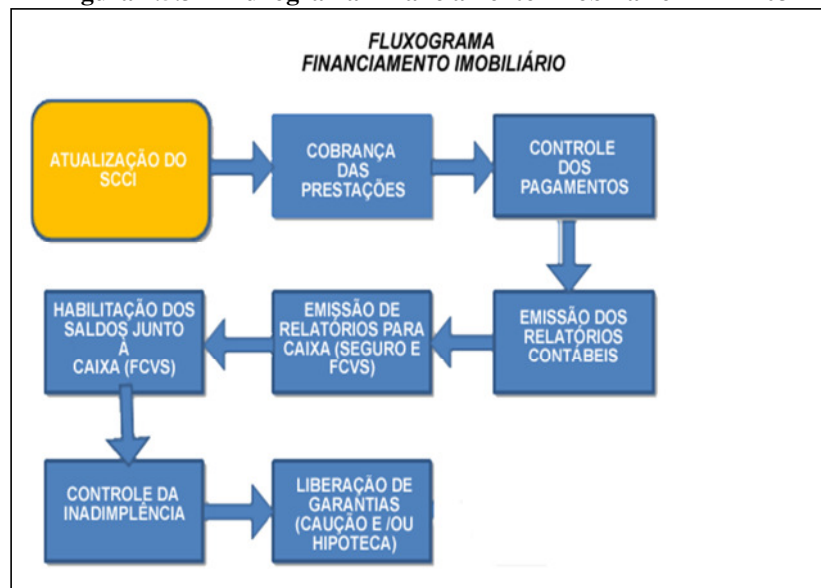 FLUXOGRAMA
FINANCIAMENTO IMOBILIÁRIO
ATUALIZAÇÃO DO
SCCI
COBRANÇA
DAS
PRESTAÇÕES
CONTROLE
DOS
PAGAMENTOS
HABILITAÇÃO DOS
SALDOS JUNTO
À
CAIXA (FCVS)
EMISSÃO DE
RELATÓRIOS PARA
CAIXA (SEGURO E
FCVS)
EMISSÃO DOS
RELATÓRIOS
CONTÁBEIS
CONTROLE DA
INADIMPLÊNCIA
LIBERAÇÃO DE
GARANTIAS
(CAUÇÃO E /OU
HIPOTECA)